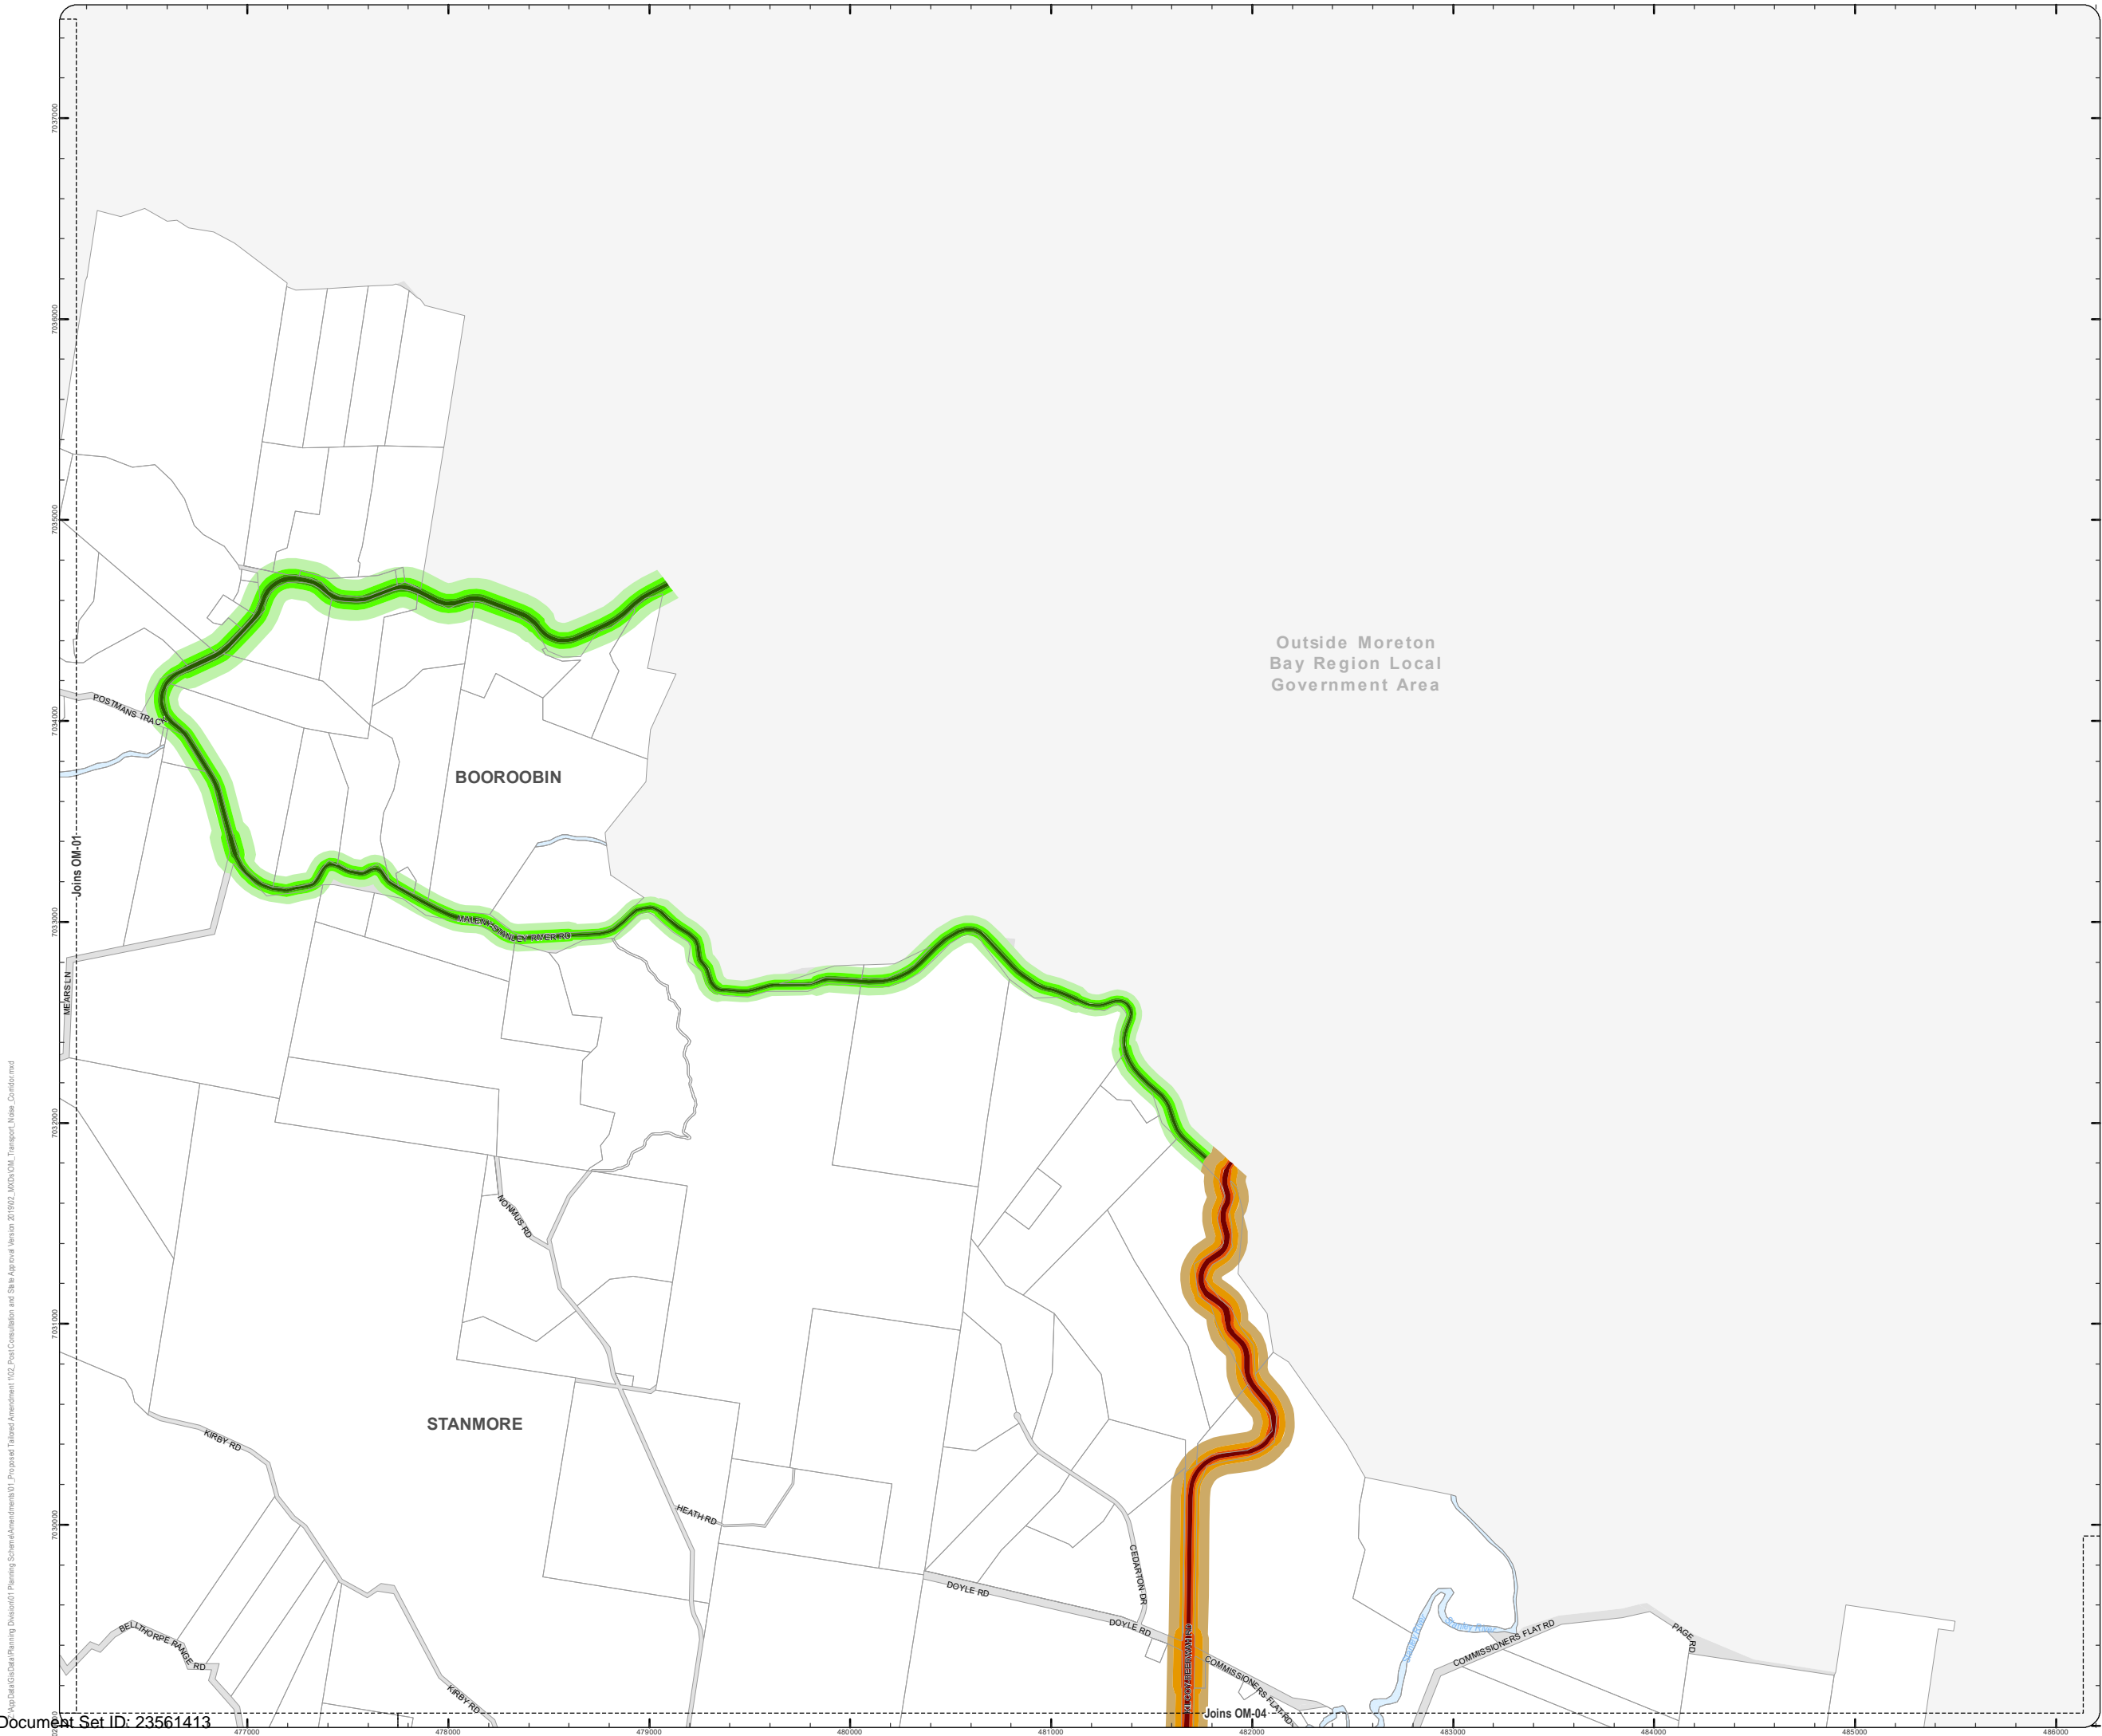 7037000
7036000
7035000
Outside Moreton
Bay Region Local
Government Area
POSTMANS TRACK
7034000
BOOROOBIN
Joins OM-01
7033000
MALENY-STANLEY RIVER RD
MEARS LN
7032000
NONMUS RD
7031000
STANMORE
KIRBY RD
HEATH RD
7030000
CEDARTON DR
DOYLE RD
DOYLE RD
COMMISSIONERS FLAT RD
PAGE RD
BELLTHORPE RANGE RD
COMMISSIONERS FLAT RD
KIRBY RD
Joins OM-04
Document Set ID: 23561413
477000
478000
479000
480000
481000
482000
483000
484000
485000
486000